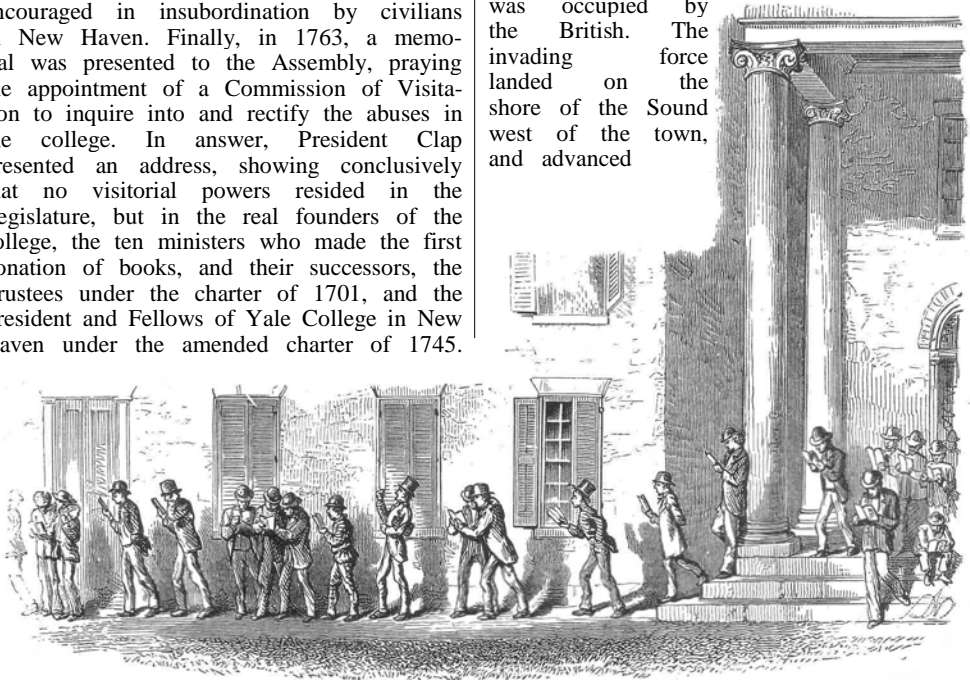 encouraged in insubordination by civilians
New Haven. Finally, in 1763, a memo-
al was presented to the Assembly, praying
e appointment of a Commission of Visita-
on to inquire into and rectify the abuses in
e college. In answer, President Clap
resented an address, showing conclusively
at no visitorial powers resided in the
egislature, but in the real founders of the
ollege, the ten ministers who made the first
onation of books, and their successors, the
rustees under the charter of 1701, and the
resident and Fellows of Yale College in New
aven under the amended charter of 1745.
was occupied by
the British. The
invading force
landed on the
shore of the Sound
west of the town,
and advanced